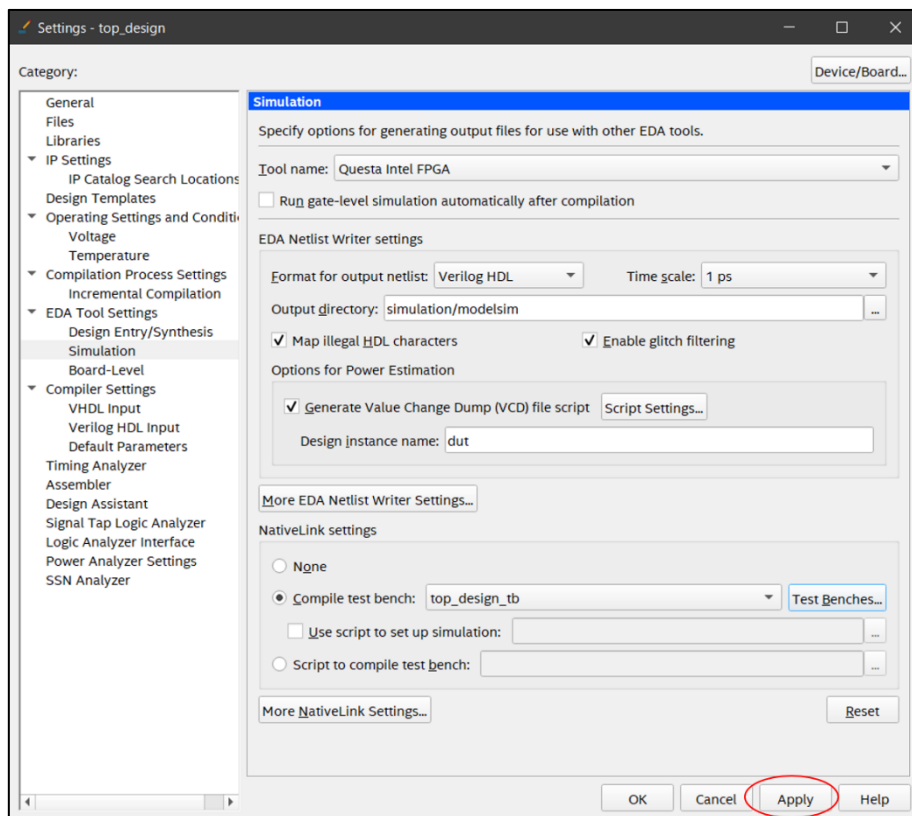 Settings - top_design
Category:
Device/Board...
General
Files
Libraries
IP Settings
IP Catalog Search Locations
Design Templates
Operating Settings and Conditi
Voltage
Temperature
Compilation Process Settings
Incremental Compilation
EDA Tool Settings
Design Entry/Synthesis
Simulation
Board-Level
Compiler Settings
VHDL Input
Verilog HDL Input
Default Parameters
Timing Analyzer
Assembler
Design Assistant
Signal Tap Logic Analyzer
Logic Analyzer Interface
Power Analyzer Settings
SSN Analyzer
Simulation
Specify options for generating output files for use with other EDA tools.
Tool name: Questa Intel FPGA
Run gate-level simulation automatically after compilation
EDA Netlist Writer settings
Format for output netlist: Verilog HDL Time scale: 1 ps
Output directory: simulation/modelsim ...
Map illegal HDL characters Enable glitch filtering
Options for Power Estimation
Generate Value Change Dump (VCD) file script Script Settings...
Design instance name: dut
More EDA Netlist Writer Settings...
NativeLink settings
None
Compile test bench: top_design_tb Test Benches...
Use script to set up simulation: ...
Script to compile test bench: ...
More NativeLink Settings... Reset
OK Cancel Apply Help